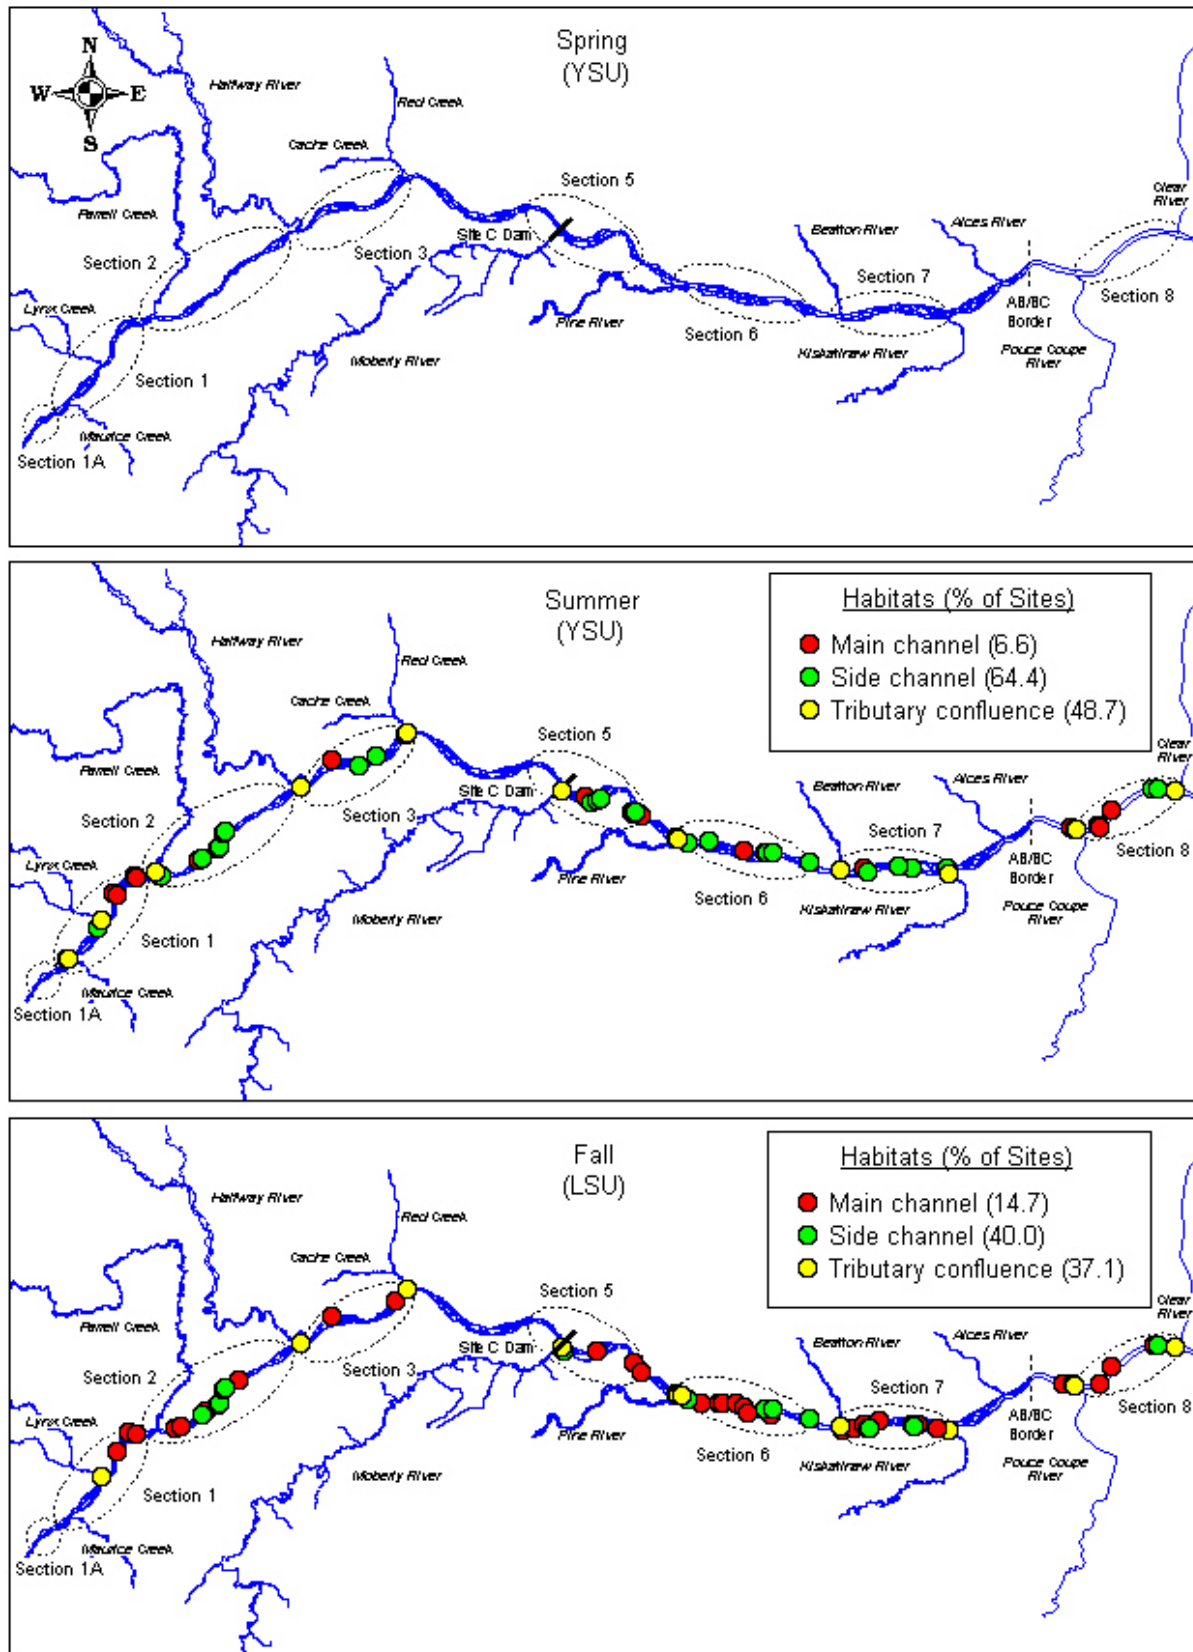 Spring
(YSU)
N
W E
S
Halfway River
Red Creek
Cache Creek
Farrell Creek
Section 5
Site C Dam
Section 3
Section 2
Lynx Creek
Section 1
Maurice Creek
Section 1A
Moberly River
Pine River
Section 6
Beatton River
Section 7
Kiskatinaw River
Alces River
AB/BC
Border
Pouce Coupe
River
Section 8
Clear
River
Summer
(YSU)
Habitats (% of Sites)
Main channel (6.6)
Side channel (64.4)
Tributary confluence (48.7)
Halfway River
Red Creek
Cache Creek
Farrell Creek
Section 5
Site C Dam
Section 3
Section 2
Lynx Creek
Section 1
Maurice Creek
Section 1A
Moberly River
Pine River
Section 6
Beatton River
Section 7
Kiskatinaw River
Alces River
AB/BC
Border
Pouce Coupe
River
Section 8
Clear
River
Fall
(LSU)
Habitats (% of Sites)
Main channel (14.7)
Side channel (40.0)
Tributary confluence (37.1)
Halfway River
Red Creek
Cache Creek
Farrell Creek
Section 5
Site C Dam
Section 3
Section 2
Lynx Creek
Section 1
Maurice Creek
Section 1A
Moberly River
Pine River
Section 6
Beatton River
Section 7
Kiskatinaw River
Alces River
AB/BC
Border
Pouce Coupe
River
Section 8
Clear
River